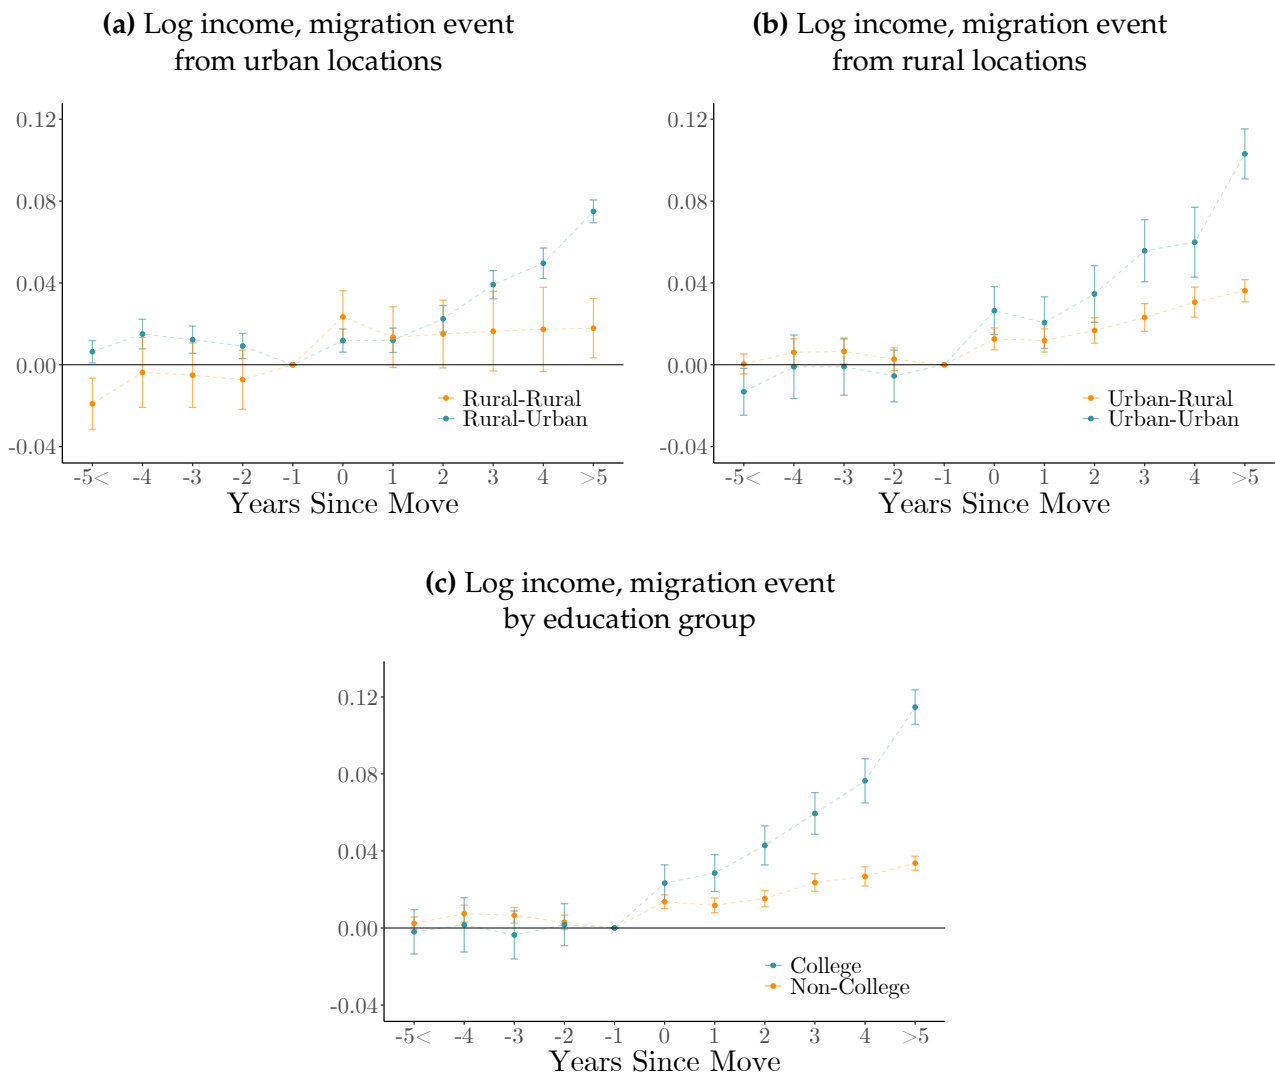 (a) Log income, migration event
from urban locations
0.12
0.08
0.04
0.00
-0.04
Rural-Rural
Rural-Urban
-5< -4 -3 -2 -1 0 1 2 3 4 >5
Years Since Move
(b) Log income, migration event
from rural locations
0.12
0.08
0.04
0.00
-0.04
Urban-Rural
Urban-Urban
-5< -4 -3 -2 -1 0 1 2 3 4 >5
Years Since Move
(c) Log income, migration event
by education group
0.12
0.08
0.04
0.00
-0.04
College
Non-College
-5< -4 -3 -2 -1 0 1 2 3 4 >5
Years Since Move